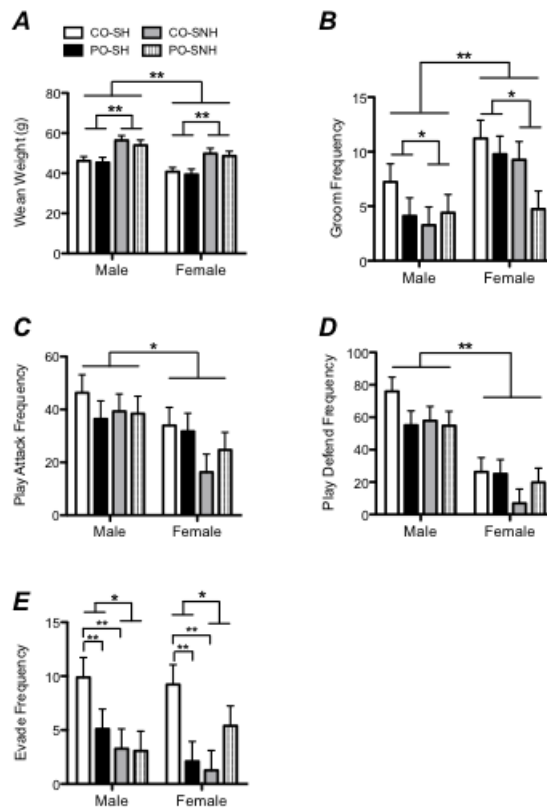 A
CO-SH CO-SNH
PO-SH PO-SNH
**
** **
Wean Weight (g)
80
60
40
20
0
Male Female
B
**
* *
Groom Frequency
15
10
5
0
Male Female
C
*
Play Attack Frequency
60
40
20
0
Male Female
D
**
Play Defend Frequency
100
80
60
40
20
0
Male Female
E
* *
** **
** **
Evade Frequency
15
10
5
0
Male Female